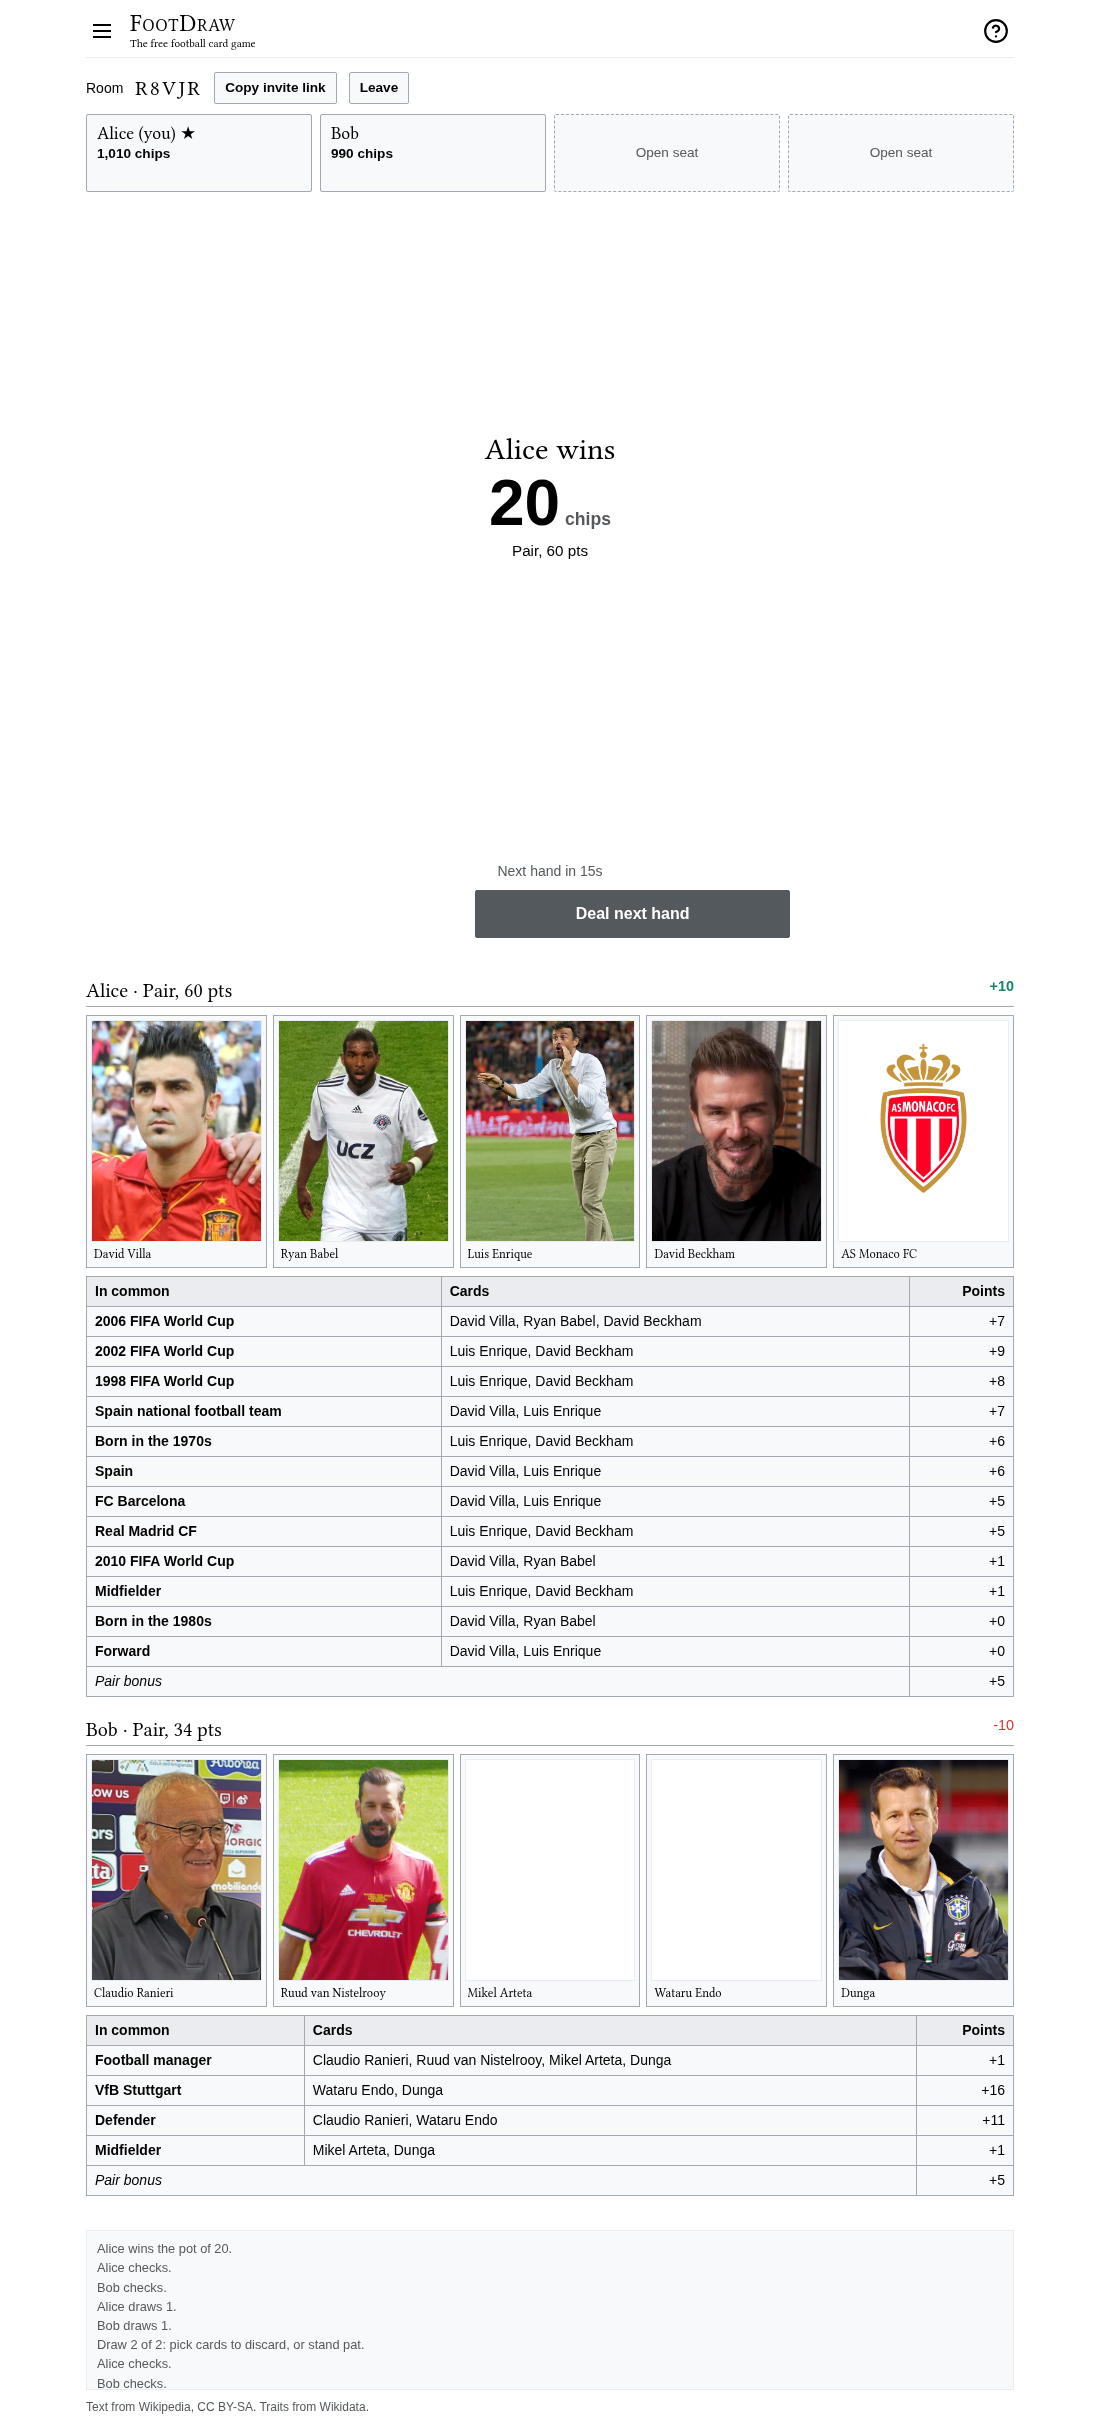 FootDraw
The free football card game
Room R8VJR Copy invite link Leave
Alice (you) ★
1,010 chips
Bob
990 chips
Open seat
Open seat
Alice wins
20 chips
Pair, 60 pts
Next hand in 15s
Deal next hand
Alice · Pair, 60 pts +10
UCZ
ASMONACOFC
David Villa
Ryan Babel
Luis Enrique
David Beckham
AS Monaco FC
In common Cards Points
2006 FIFA World Cup David Villa, Ryan Babel, David Beckham +7
2002 FIFA World Cup Luis Enrique, David Beckham +9
1998 FIFA World Cup Luis Enrique, David Beckham +8
Spain national football team David Villa, Luis Enrique +7
Born in the 1970s Luis Enrique, David Beckham +6
Spain David Villa, Luis Enrique +6
FC Barcelona David Villa, Luis Enrique +5
Real Madrid CF Luis Enrique, David Beckham +5
2010 FIFA World Cup David Villa, Ryan Babel +1
Midfielder Luis Enrique, David Beckham +1
Born in the 1980s David Villa, Ryan Babel +0
Forward David Villa, Luis Enrique +0
Pair bonus +5
Bob · Pair, 34 pts -10
Arborea
OW US
CHEVROLET
Claudio Ranieri
Ruud van Nistelrooy
Mikel Arteta
Wataru Endo
Dunga
In common Cards Points
Football manager Claudio Ranieri, Ruud van Nistelrooy, Mikel Arteta, Dunga +1
VfB Stuttgart Wataru Endo, Dunga +16
Defender Claudio Ranieri, Wataru Endo +11
Midfielder Mikel Arteta, Dunga +1
Pair bonus +5
Alice wins the pot of 20.
Alice checks.
Bob checks.
Alice draws 1.
Bob draws 1.
Draw 2 of 2: pick cards to discard, or stand pat.
Alice checks.
Bob checks.
Text from Wikipedia, CC BY-SA. Traits from Wikidata.